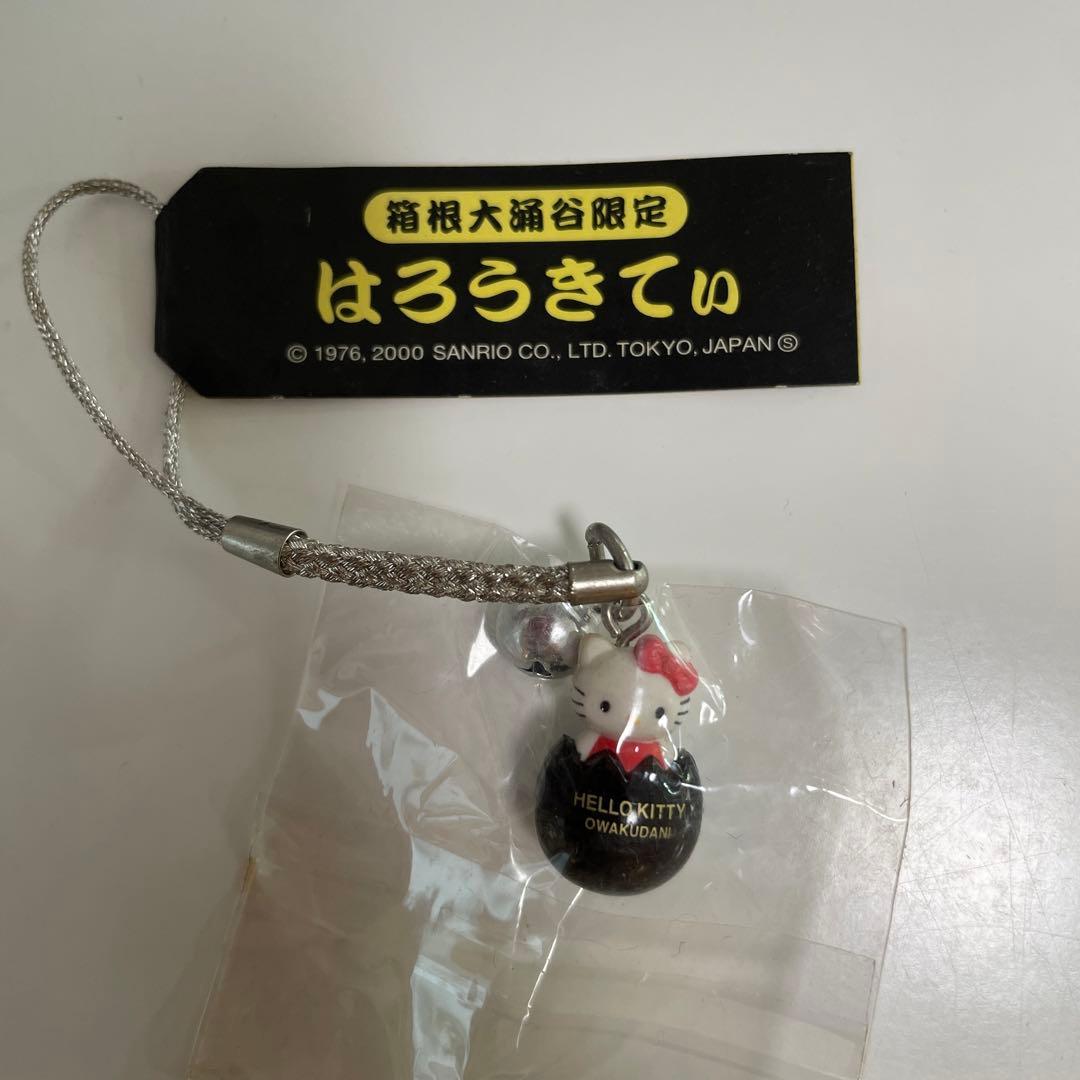 箱根大涌谷限定
はろうきてぃ
© 1976, 2000 SANRIO CO., LTD. TOKYO, JAPAN Ⓢ
HELLO KITTY
OWAKUDANI